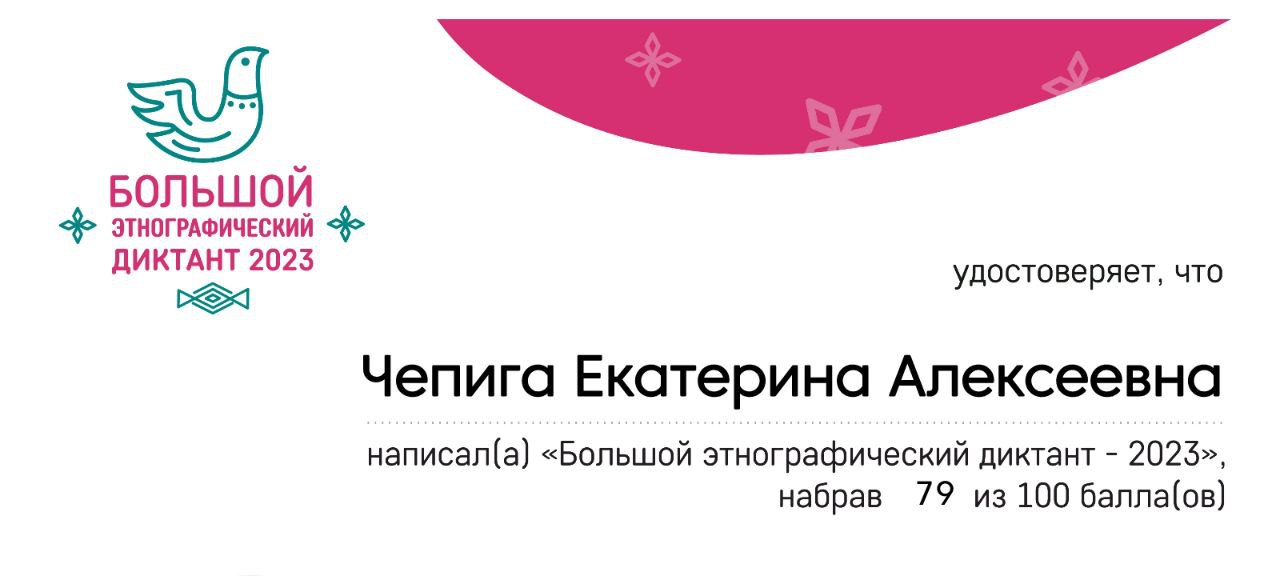 БОЛЬШОЙ
ЭТНОГРАФИЧЕСКИЙ
ДИКТАНТ 2023
удостоверяет, что
Чепига Екатерина Алексеевна
написал(а) «Большой этнографический диктант - 2023»,
набрав 79 из 100 балла(ов)